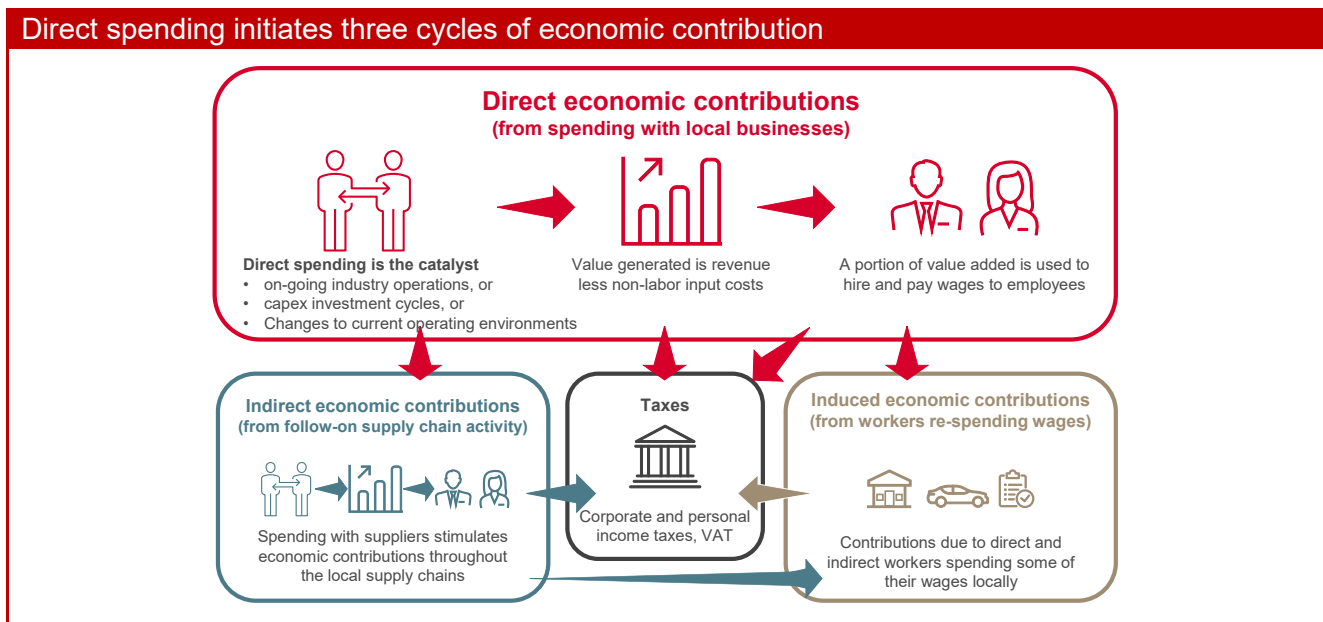 Direct spending initiates three cycles of economic contribution
Direct economic contributions
(from spending with local businesses)
Direct spending is the catalyst
• on-going industry operations, or
• capex investment cycles, or
• Changes to current operating environments
Value generated is revenue
less non-labor input costs
A portion of value added is used to
hire and pay wages to employees
Indirect economic contributions
(from follow-on supply chain activity)
Spending with suppliers stimulates
economic contributions throughout
the local supply chains
Taxes
Corporate and personal
income taxes, VAT
Induced economic contributions
(from workers re-spending wages)
Contributions due to direct and
indirect workers spending some of
their wages locally